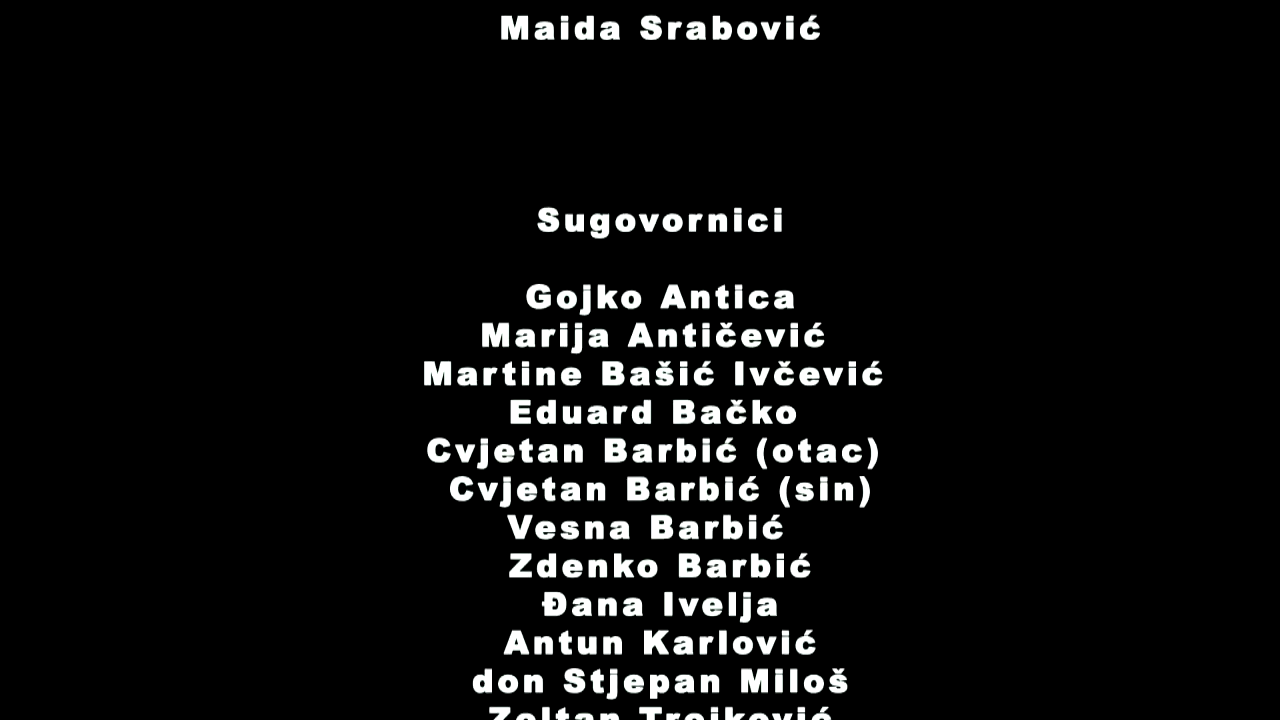 Maida Srabović
Sugovornici
Gojko Antica
Marija Antičević
Martine Bašić Ivčević
Eduard Bačko
Cvjetan Barbić (otac)
Cvjetan Barbić (sin)
Vesna Barbić
Zdenko Barbić
Đana Ivelja
Antun Karlović
don Stjepan Miloš
Zoltan